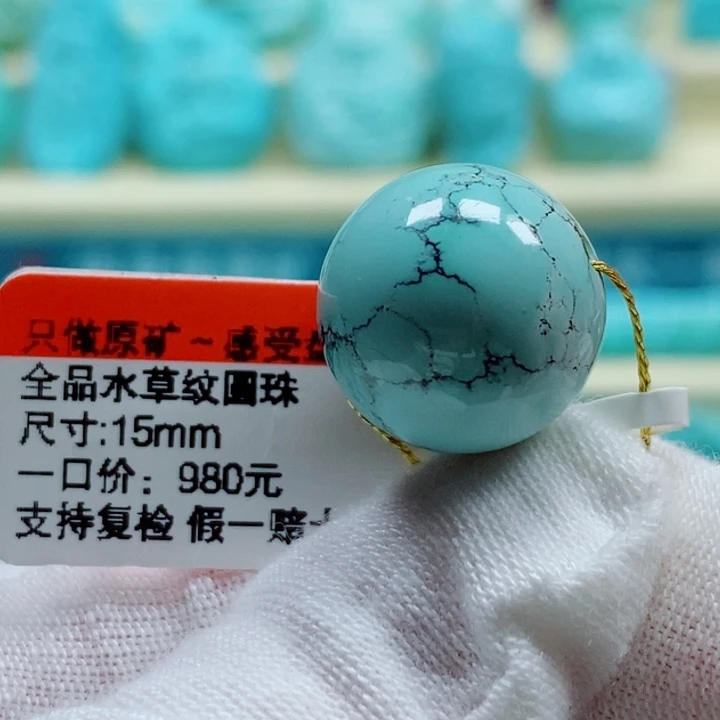 只做原矿~感受
全品水草纹圓珠
尺寸:15mm
一口价：980元
支持复检 假一赔